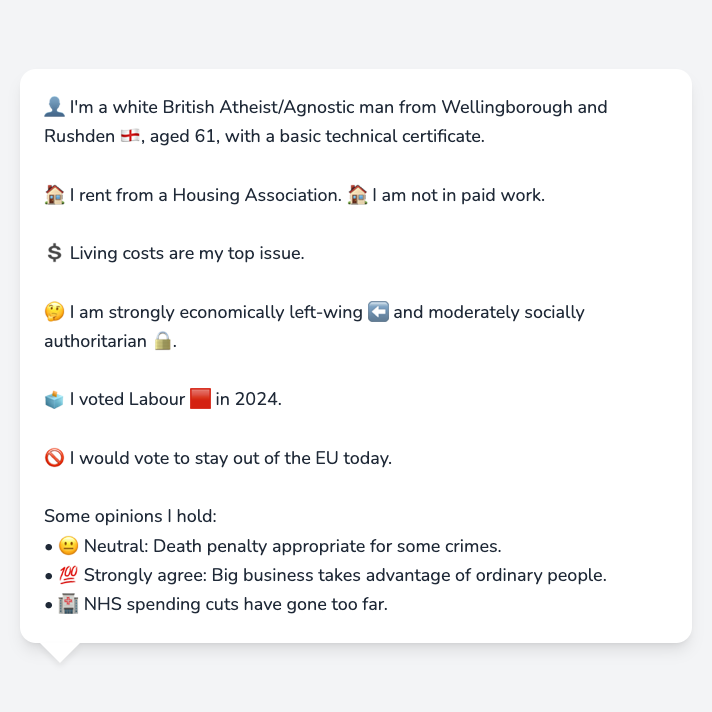 👤 I'm a white British Atheist/Agnostic man from Wellingborough and
Rushden 🏴󠁧󠁢󠁥󠁮󠁧󠁿, aged 61, with a basic technical certificate.
🏠 I rent from a Housing Association. 🏠 I am not in paid work.
💲 Living costs are my top issue.
🤔 I am strongly economically left-wing ⬅️ and moderately socially
authoritarian 🔒.
🗳️ I voted Labour 🟥 in 2024.
🚫 I would vote to stay out of the EU today.
Some opinions I hold:
• 😐 Neutral: Death penalty appropriate for some crimes.
• 💯 Strongly agree: Big business takes advantage of ordinary people.
• 🏥 NHS spending cuts have gone too far.